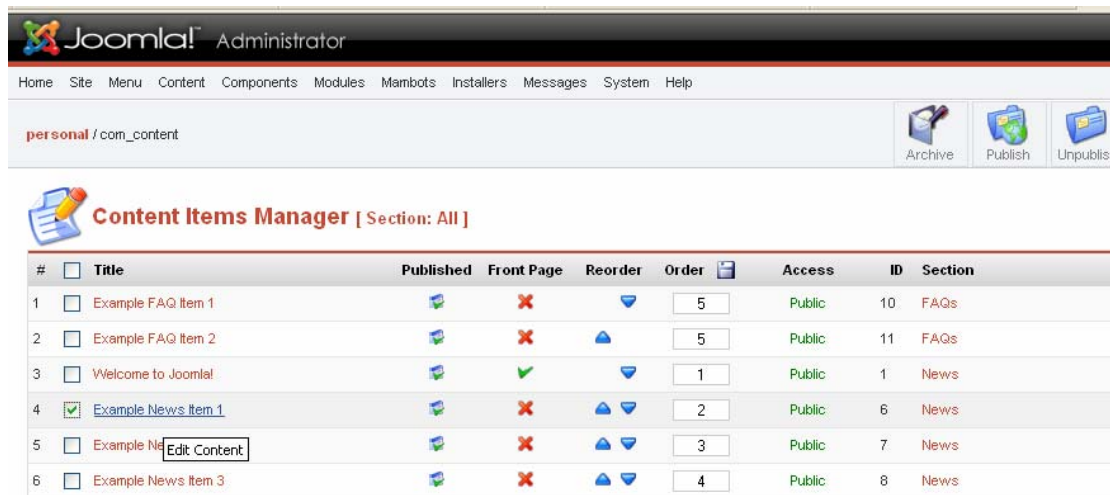 Joomla! Administrator
Home Site Menu Content Components Modules Mambots Installers Messages System Help
personal / com_content
Archive Publish Unpublis
Content Items Manager [ Section: All ]
# Title Published Front Page Reorder Order Access ID Section
1 Example FAQ Item 1 5 Public 10 FAQs
2 Example FAQ Item 2 5 Public 11 FAQs
3 Welcome to Joomla! 1 Public 1 News
4 Example News Item 1 2 Public 6 News
5 Example Ne 3 Public 7 News
Edit Content
6 Example News Item 3 4 Public 8 News